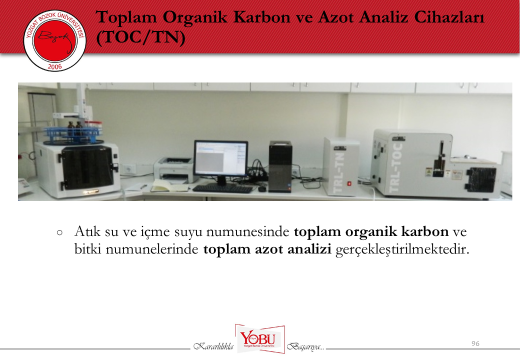 Toplam Organik Karbon ve Azot Analiz Cihazları
(TOC/TN)
YOZGAT BOZOK ÜNİVERSİTESİ
Bozok
2006
TRL-TN
TRL-TOC
○ Atık su ve içme suyu numunesinde toplam organik karbon ve
bitki numunelerinde toplam azot analizi gerçekleştirilmektedir.
Kararlılıkla
YOBÜ
Başarıya...
96